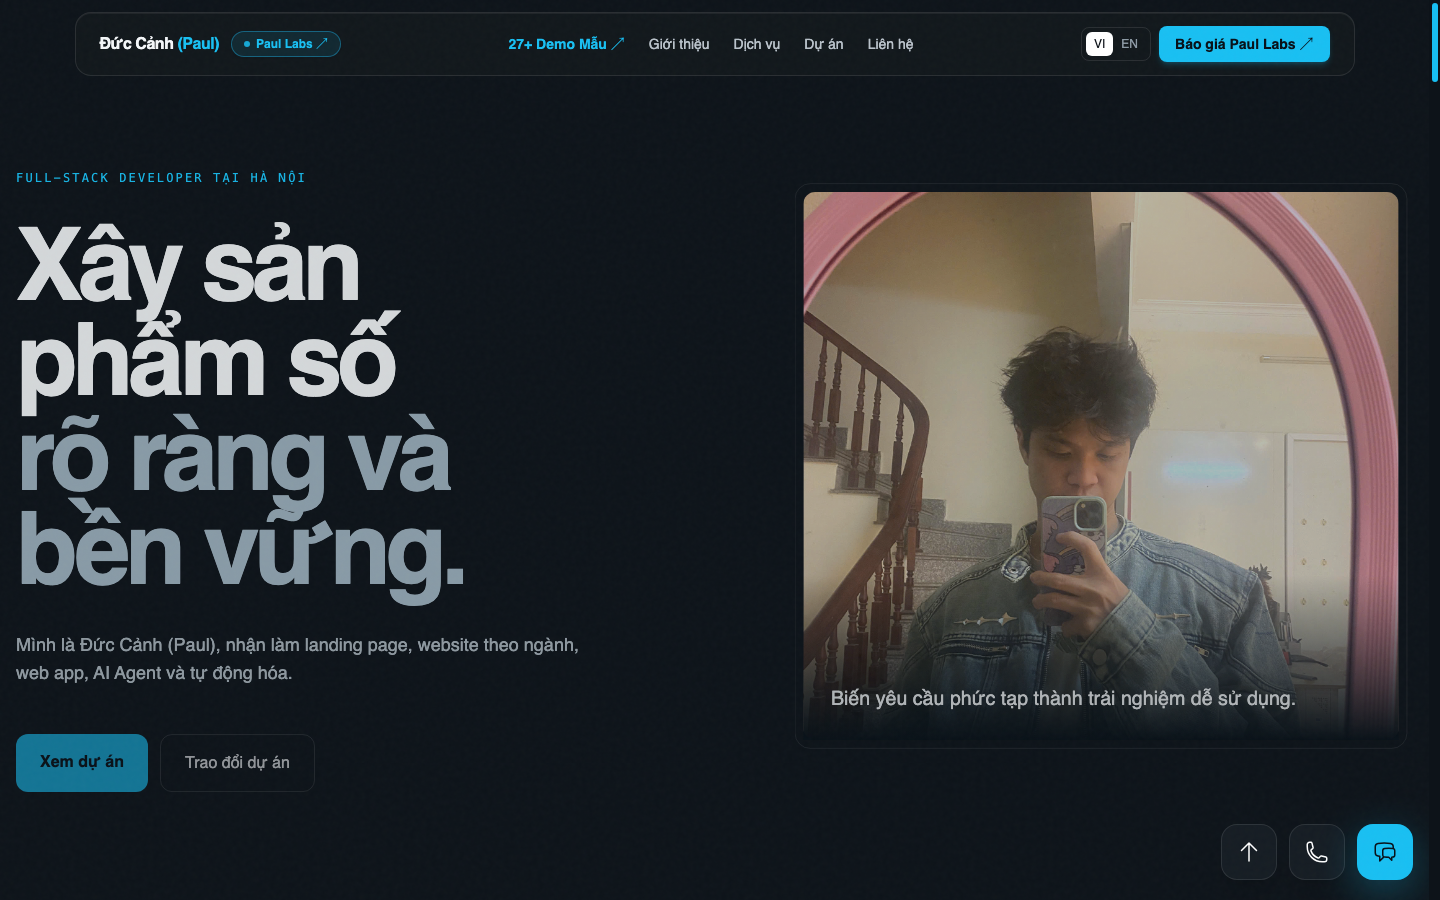 Đức Cảnh (Paul)
Paul Labs ↗
27+ Demo Mẫu ↗
Giới thiệu
Dịch vụ
Dự án
Liên hệ
VI
EN
Báo giá Paul Labs ↗
FULL-STACK DEVELOPER TẠI HÀ NỘI
Xây sản
phẩm số
rõ ràng và
bền vững.
Mình là Đức Cảnh (Paul), nhận làm landing page, website theo ngành,
web app, AI Agent và tự động hóa.
Xem dự án
Trao đổi dự án
Biến yêu cầu phức tạp thành trải nghiệm dễ sử dụng.